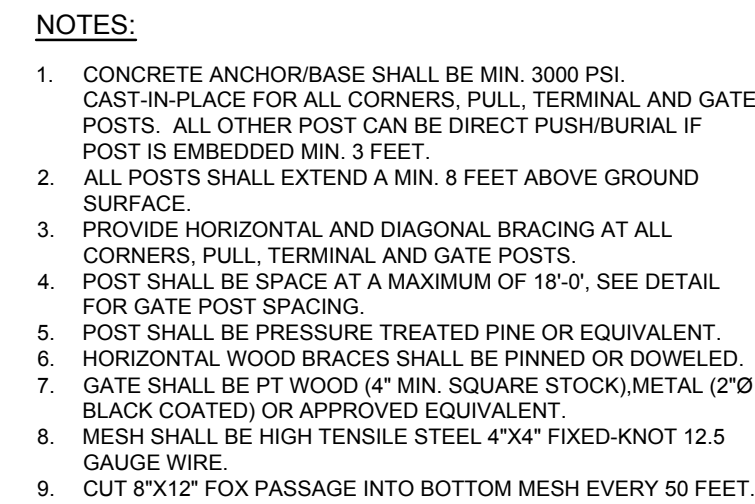 NOTES:
1. CONCRETE ANCHOR/BASE SHALL BE MIN. 3000 PSI.
CAST-IN-PLACE FOR ALL CORNERS, PULL, TERMINAL AND GATE
POSTS. ALL OTHER POST CAN BE DIRECT PUSH/BURIAL IF
POST IS EMBEDDED MIN. 3 FEET.
2. ALL POSTS SHALL EXTEND A MIN. 8 FEET ABOVE GROUND
SURFACE.
3. PROVIDE HORIZONTAL AND DIAGONAL BRACING AT ALL
CORNERS, PULL, TERMINAL AND GATE POSTS.
4. POST SHALL BE SPACE AT A MAXIMUM OF 18'-0', SEE DETAIL
FOR GATE POST SPACING.
5. POST SHALL BE PRESSURE TREATED PINE OR EQUIVALENT.
6. HORIZONTAL WOOD BRACES SHALL BE PINNED OR DOWELED.
7. GATE SHALL BE PT WOOD (4" MIN. SQUARE STOCK),METAL (2"Ø
BLACK COATED) OR APPROVED EQUIVALENT.
8. MESH SHALL BE HIGH TENSILE STEEL 4"X4" FIXED-KNOT 12.5
GAUGE WIRE.
9. CUT 8"X12" FOX PASSAGE INTO BOTTOM MESH EVERY 50 FEET.